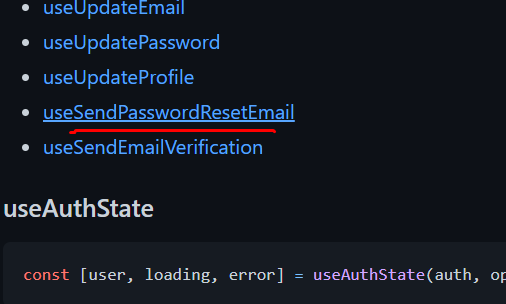 useUpdateEmail
useUpdatePassword
useUpdateProfile
useSendPasswordResetEmail
useSendEmailVerification
useAuthState
const [user, loading, error] = useAuthState(auth, op